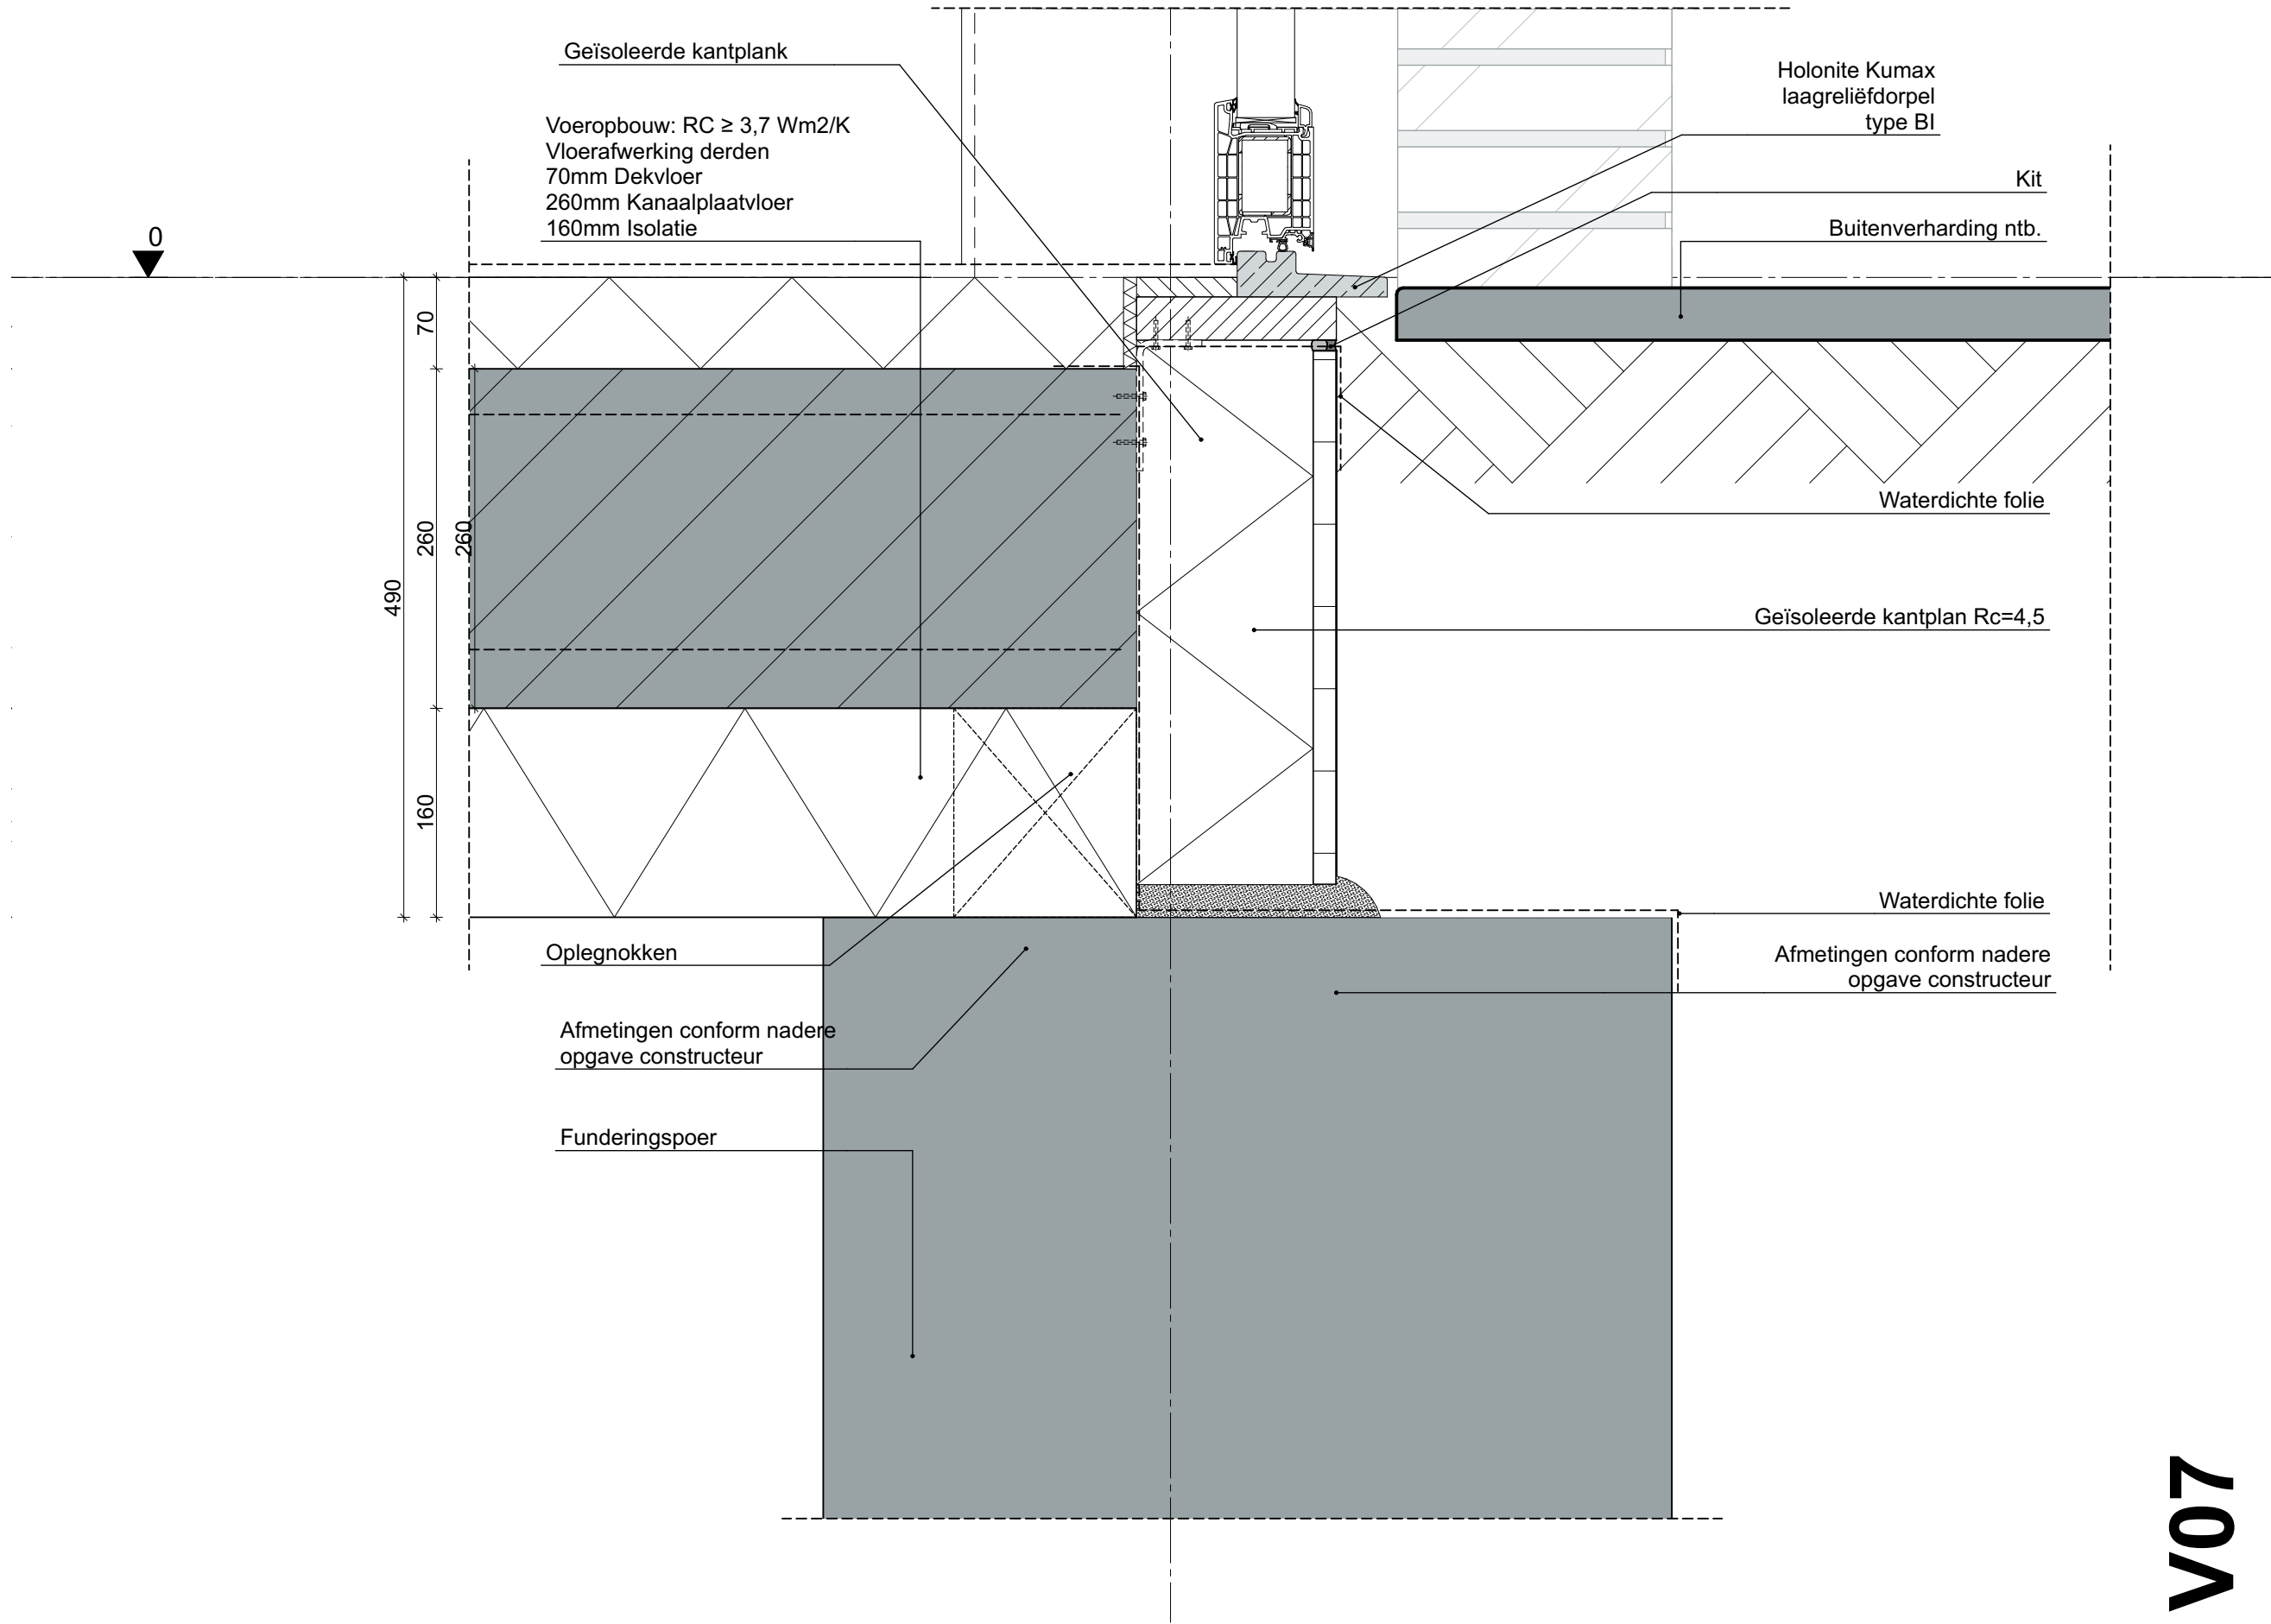 Geïsoleerde kantplank
Voeropbouw: RC ≥ 3,7 Wm2/K
Vloerafwerking derden
70mm Dekvloer
260mm Kanaalplaatvloer
160mm Isolatie
Holonite Kumax
laagreliëfdorpel
type BI
Kit
Buitenverharding ntb.
0
70
260
260
490
160
Waterdichte folie
Geïsoleerde kantplan Rc=4,5
Waterdichte folie
Afmetingen conform nadere
opgave constructeur
Oplegnokken
Afmetingen conform nadere
opgave constructeur
Funderingspoer
V07